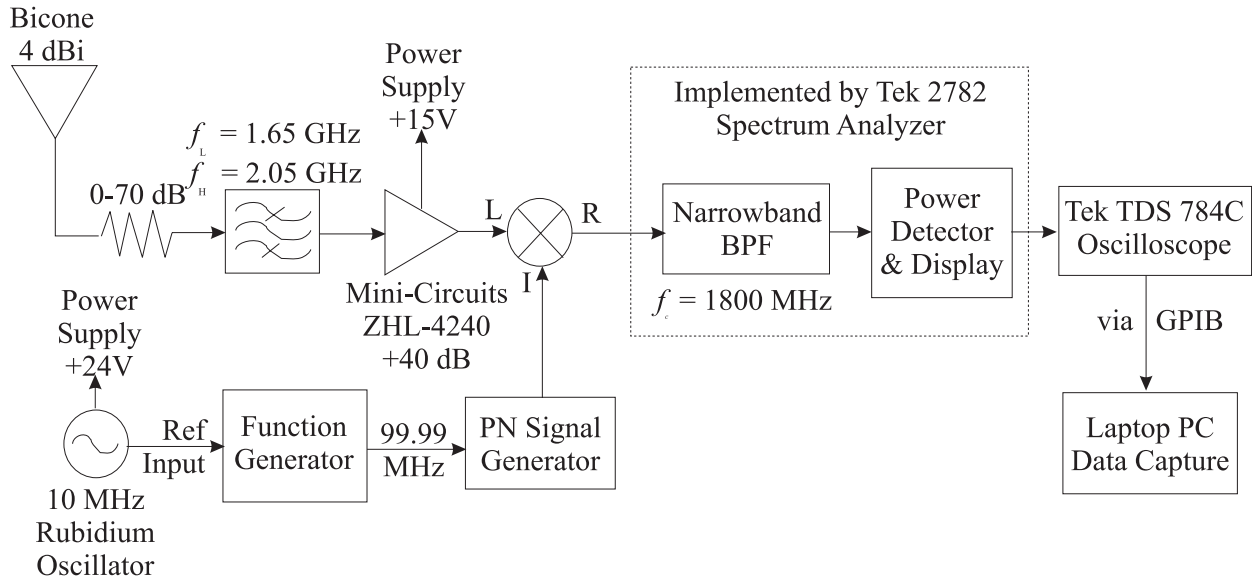 Bicone
4 dBi
0-70 dB
f_L = 1.65 GHz
f_H = 2.05 GHz
Power
Supply
+15V
Mini-Circuits
ZHL-4240
+40 dB
L
R
I
Implemented by Tek 2782
Spectrum Analyzer
Narrowband
BPF
f_c = 1800 MHz
Power
Detector
& Display
Tek TDS 784C
Oscilloscope
via GPIB
Laptop PC
Data Capture
Power
Supply
+24V
10 MHz
Rubidium
Oscillator
Ref
Input
Function
Generator
99.99
MHz
PN Signal
Generator